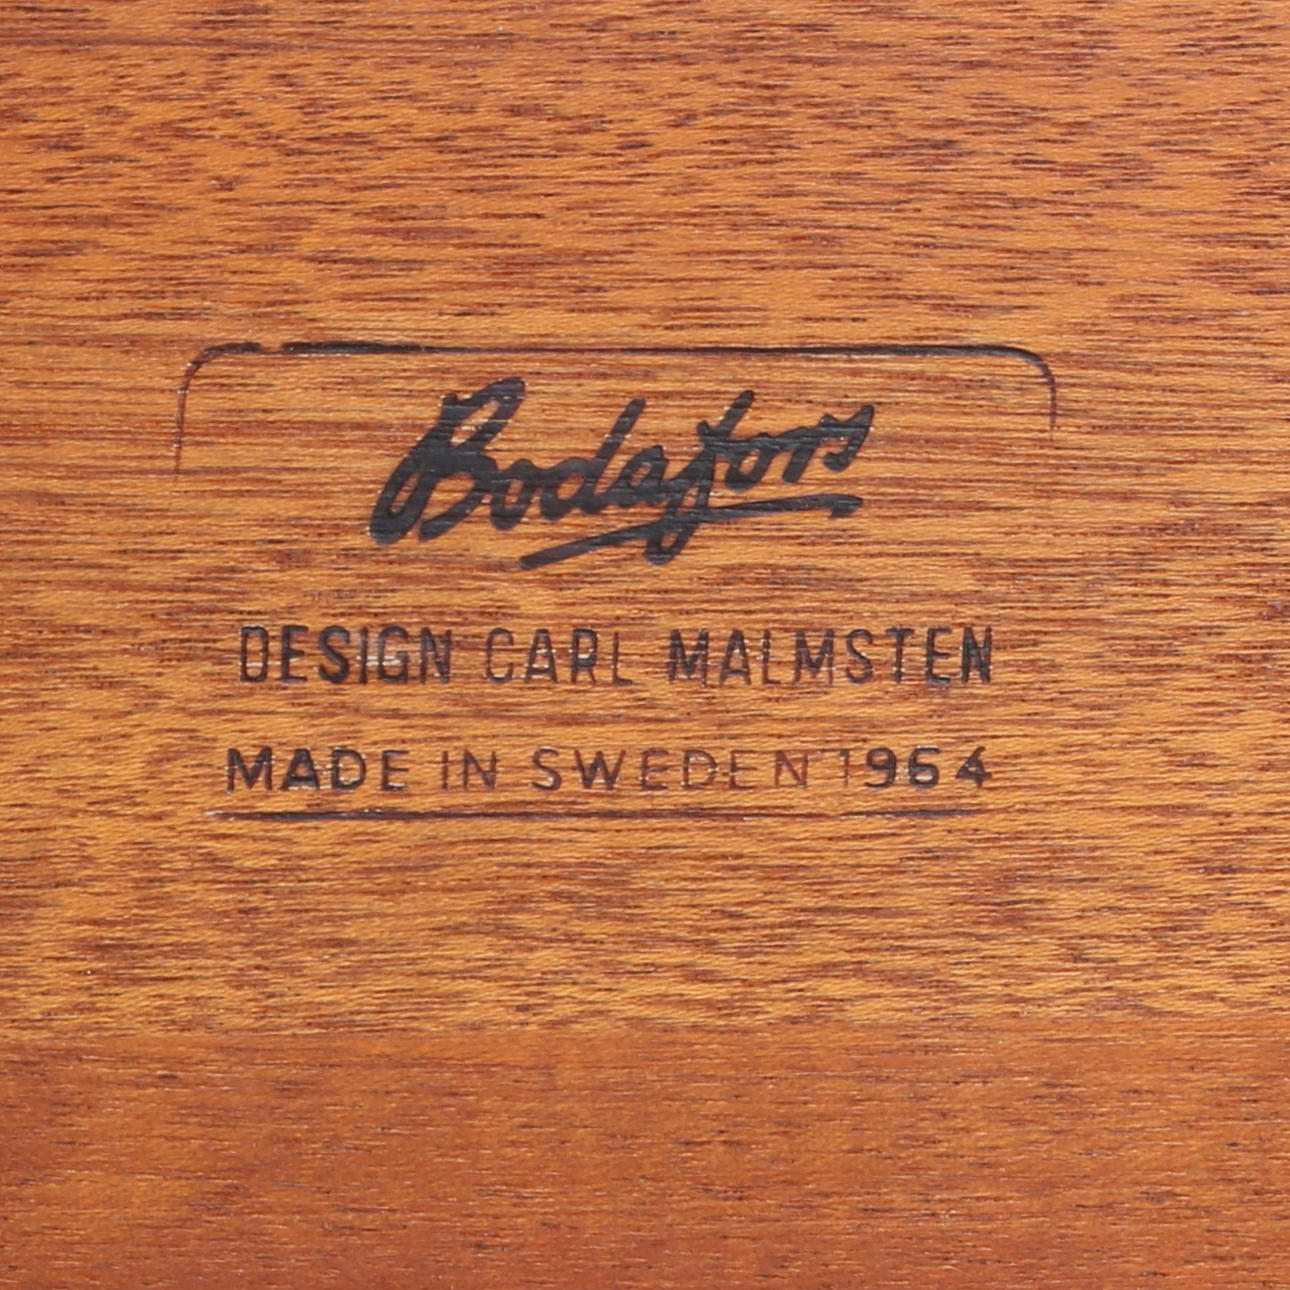 Bodafors
DESIGN CARL MALMSTEN
MADE IN SWEDEN 1964